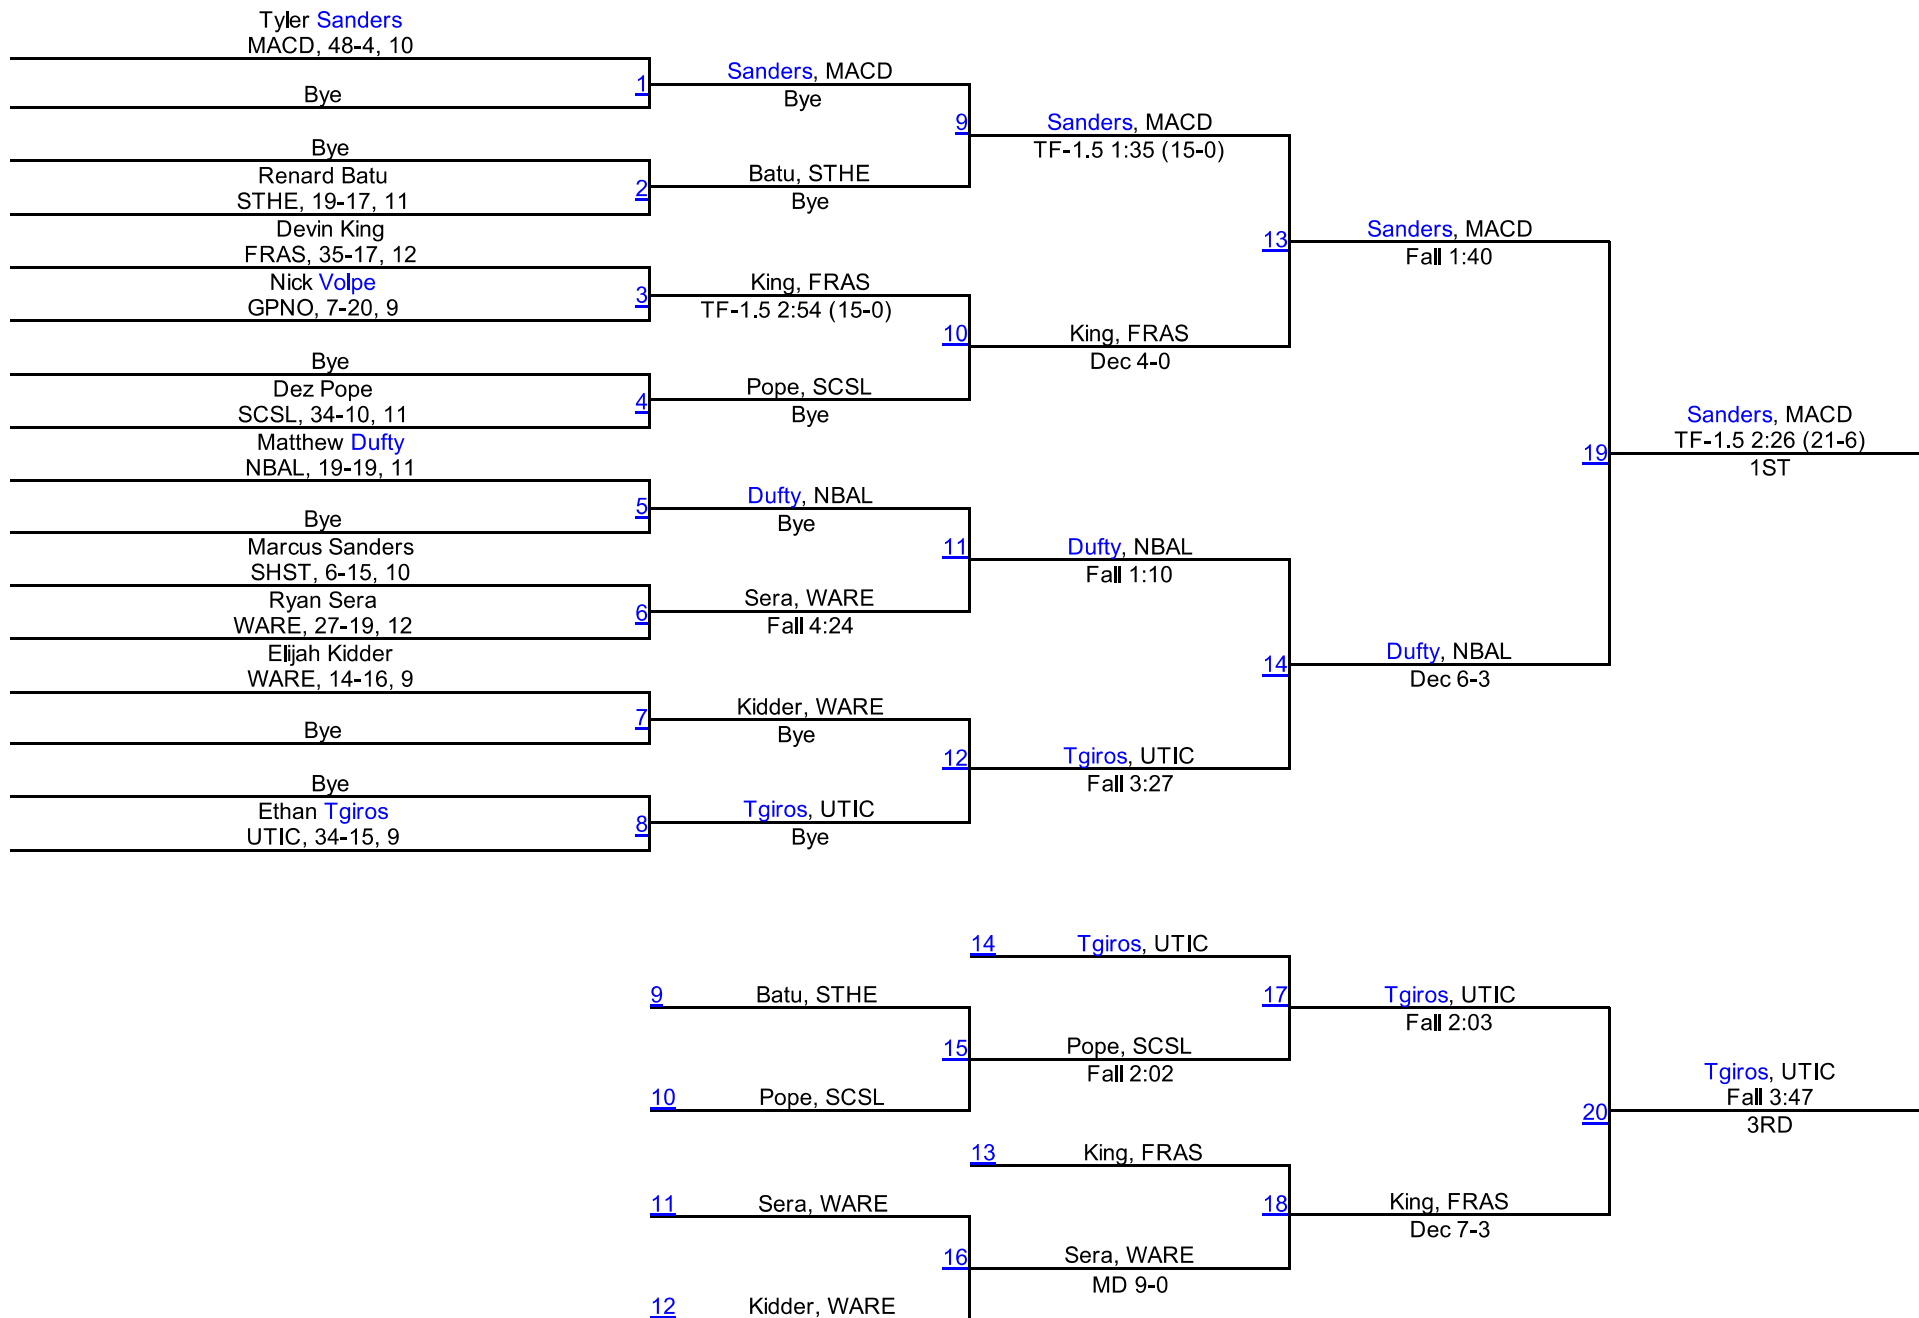 Tyler Sanders
MACD, 48-4, 10
Bye
1
Bye
Renard Batu
STHE, 19-17, 11
2
Devin King
FRAS, 35-17, 12
Nick Volpe
GPNO, 7-20, 9
3
Bye
Dez Pope
SCSL, 34-10, 11
4
Matthew Dufty
NBAL, 19-19, 11
Bye
5
Marcus Sanders
SHST, 6-15, 10
Ryan Sera
WARE, 27-19, 12
6
Elijah Kidder
WARE, 14-16, 9
Bye
7
Bye
Ethan Tgiros
UTIC, 34-15, 9
8
Sanders, MACD
Bye
9
Batu, STHE
Bye
King, FRAS
TF-1.5 2:54 (15-0)
10
Pope, SCSL
Bye
Dufty, NBAL
Bye
11
Sera, WARE
Fall 4:24
Kidder, WARE
Bye
12
Tgiros, UTIC
Bye
Sanders, MACD
TF-1.5 1:35 (15-0)
13
King, FRAS
Dec 4-0
Dufty, NBAL
Fall 1:10
14
Tgiros, UTIC
Fall 3:27
Sanders, MACD
Fall 1:40
19
Dufty, NBAL
Dec 6-3
Sanders, MACD
TF-1.5 2:26 (21-6)
1ST
14 Tgiros, UTIC
9 Batu, STHE
15
10 Pope, SCSL
17
Pope, SCSL
Fall 2:02
Tgiros, UTIC
Fall 2:03
13 King, FRAS
11 Sera, WARE
16
12 Kidder, WARE
18
Sera, WARE
MD 9-0
King, FRAS
Dec 7-3
20
Tgiros, UTIC
Fall 3:47
3RD